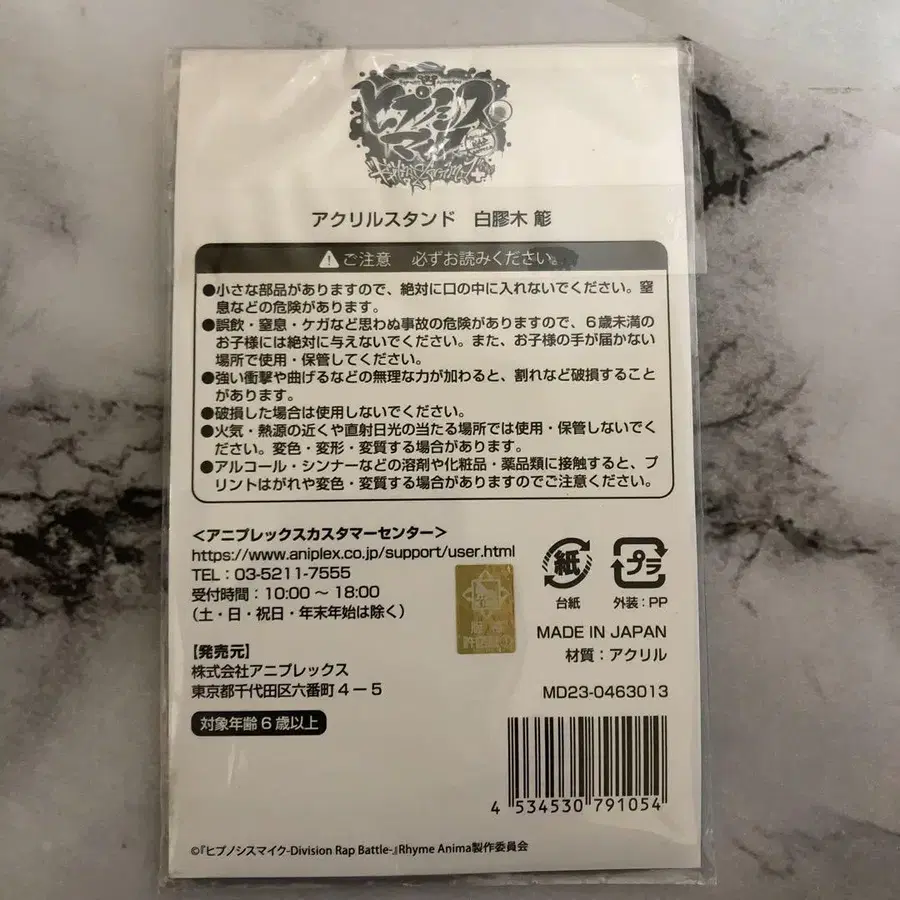 ヒプノシス
マイク
アクリルスタンド　白膠木 簓
ご注意　必ずお読みください。
●小さな部品がありますので、絶対に口の中に入れないでください。窒
息などの危険があります。
●誤飲・窒息・ケガなど思わぬ事故の危険がありますので、６歳未満の
お子様には絶対に与えないでください。また、お子様の手が届かない
場所で使用・保管してください。
●強い衝撃や曲げるなどの無理な力が加わると、割れなど破損すること
があります。
●破損した場合は使用しないでください。
●火気・熱源の近くや直射日光の当たる場所では使用・保管しないでく
ださい。変色・変形・変質する場合があります。
●アルコール・シンナーなどの溶剤や化粧品・薬品類に接触すると、プ
リントはがれや変色・変質する場合がありますのでご注意ください。
＜アニプレックスカスタマーセンター＞
https://www.aniplex.co.jp/support/user.html
TEL：03-5211-7555
受付時間：10:00～18:00
（土・日・祝日・年末年始は除く）
【発売元】
株式会社アニプレックス
東京都千代田区六番町４－５
対象年齢６歳以上
紙
プラ
台紙
外装：PP
MADE IN JAPAN
材質：アクリル
MD23-0463013
4 534530 791054
©『ヒプノシスマイク-Division Rap Battle-』Rhyme Anima製作委員会